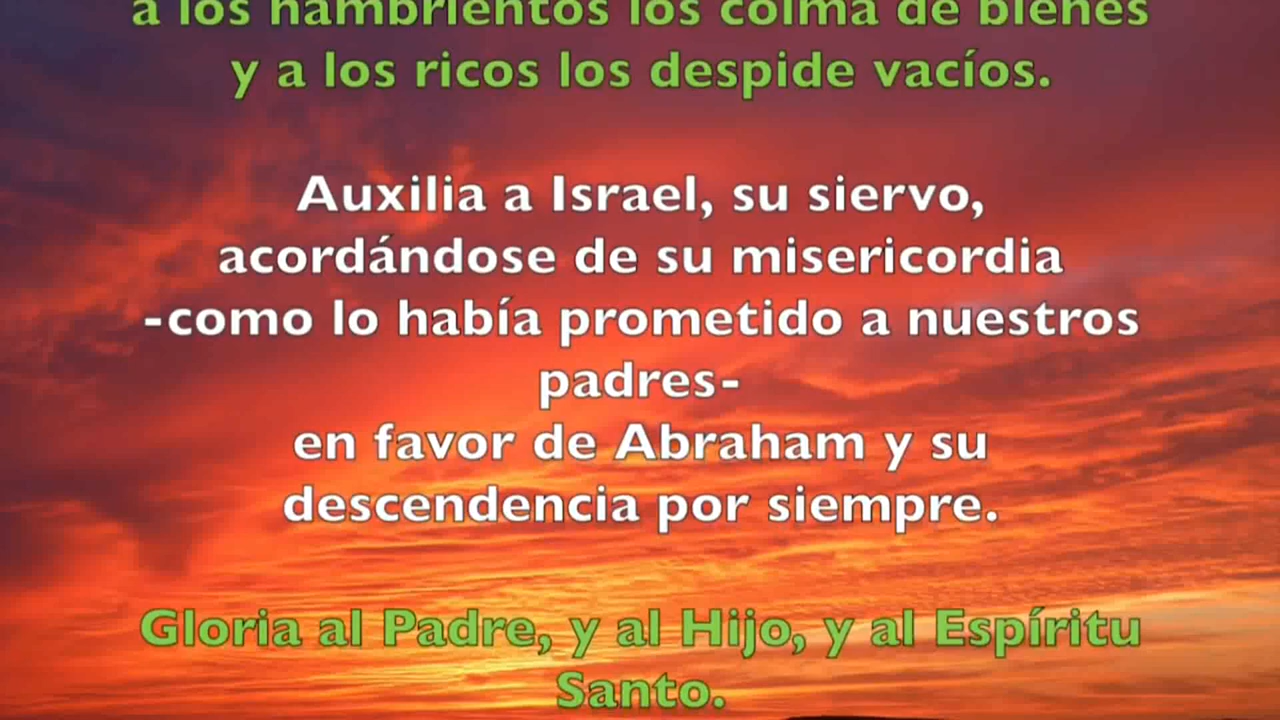 a los hambrientos los colma de bienes
y a los ricos los despide vacíos.
Auxilia a Israel, su siervo,
acordándose de su misericordia
-como lo había prometido a nuestros
padres-
en favor de Abraham y su
descendencia por siempre.
Gloria al Padre, y al Hijo, y al Espíritu
Santo.